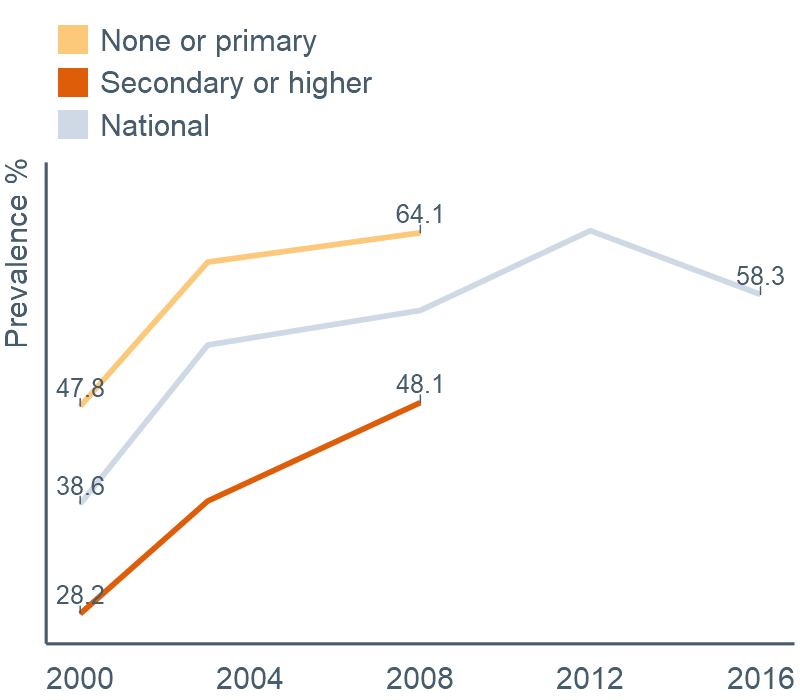 None or primary
Secondary or higher
National
Prevalence %
64.1
58.3
47.8
48.1
38.6
28.2
2000 2004 2008 2012 2016